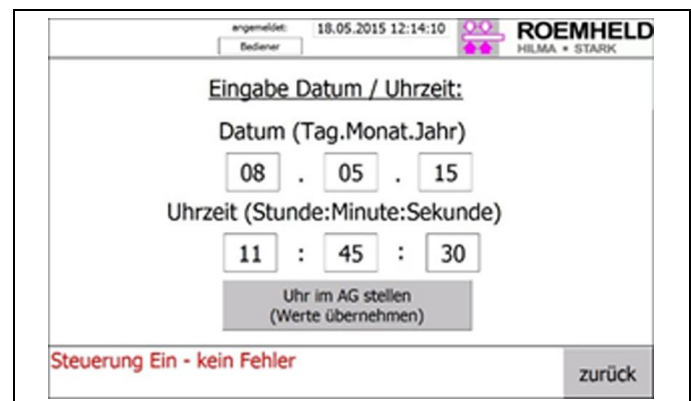 angemeldet: 18.05.2015 12:14:10 ROEMHELD
Bediener HILMA ▪ STARK
Eingabe Datum / Uhrzeit:
Datum (Tag.Monat.Jahr)
08 . 05 . 15
Uhrzeit (Stunde:Minute:Sekunde)
11 : 45 : 30
Uhr im AG stellen
(Werte übernehmen)
Steuerung Ein - kein Fehler
zurück